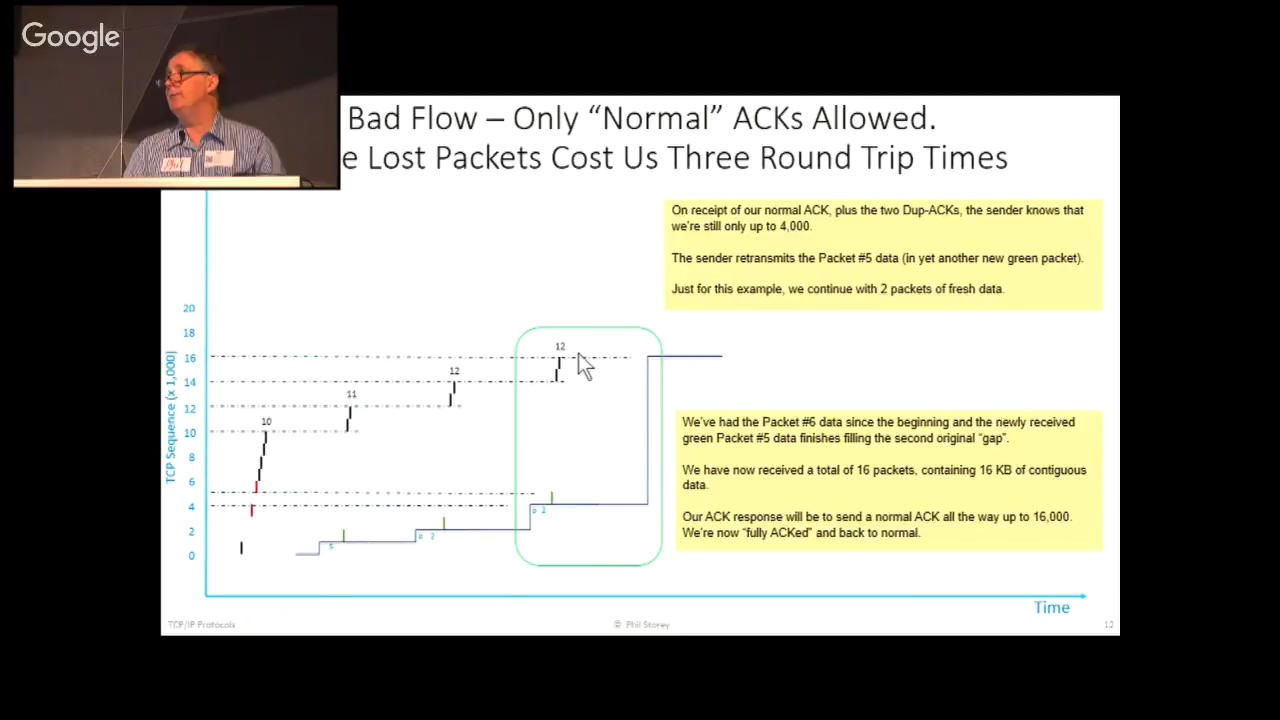 Google
Phil
Bad Flow – Only “Normal” ACKs Allowed.
e Lost Packets Cost Us Three Round Trip Times
On receipt of our normal ACK, plus the two Dup-ACKs, the sender knows that
we’re still only up to 4,000.
The sender retransmits the Packet #5 data (in yet another new green packet).
Just for this example, we continue with 2 packets of fresh data.
20
18
16
14
12
10
8
6
4
2
0
TCP Sequence (x 1,000)
10
11
12
12
5
2
2
We’ve had the Packet #6 data since the beginning and the newly received
green Packet #5 data finishes filling the second original “gap”.
We have now received a total of 16 packets, containing 16 KB of contiguous
data.
Our ACK response will be to send a normal ACK all the way up to 16,000.
We’re now “fully ACKed” and back to normal.
Time
TCP/IP Protocols
© Phil Storey
12